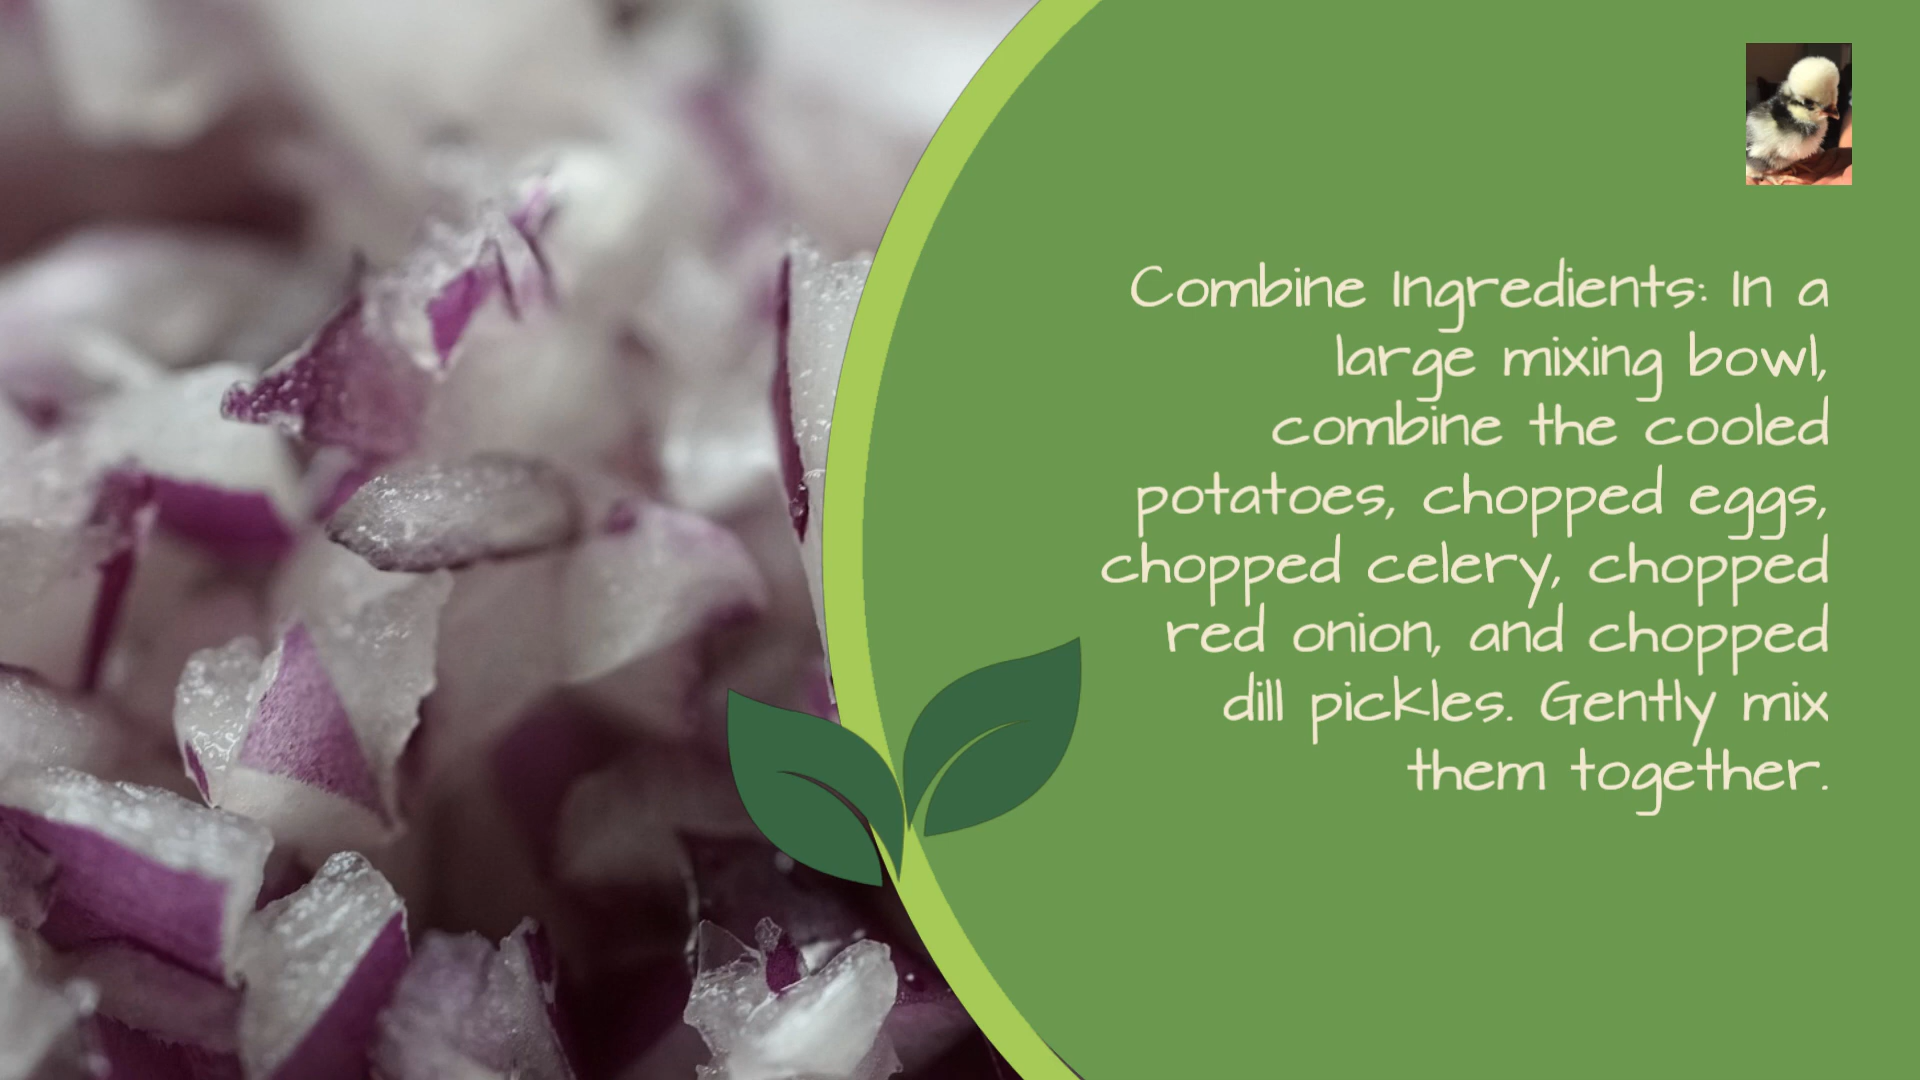 Combine Ingredients: In a
large mixing bowl,
combine the cooled
potatoes, chopped eggs,
chopped celery, chopped
red onion, and chopped
dill pickles. Gently mix
them together.